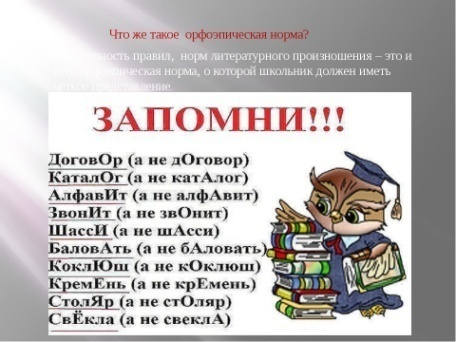 Что же такое орфоэпическая норма?
правил, норм литературного произношения – это и
норма, о которой школьник должен иметь
ЗАПОМНИ!!!
ДоговОр (а не дОговор)
КаталОг (а не катАлог)
АлфавИт (а не алфАвит)
ЗвонИт (а не звОнит)
ШассИ (а не шАсси)
БаловАть (а не бАловать)
КоклЮш (а не кОклюш)
КремЕнь (а не крЕмень)
СтолЯр (а не стОляр)
СвЁкла (а не свеклА)